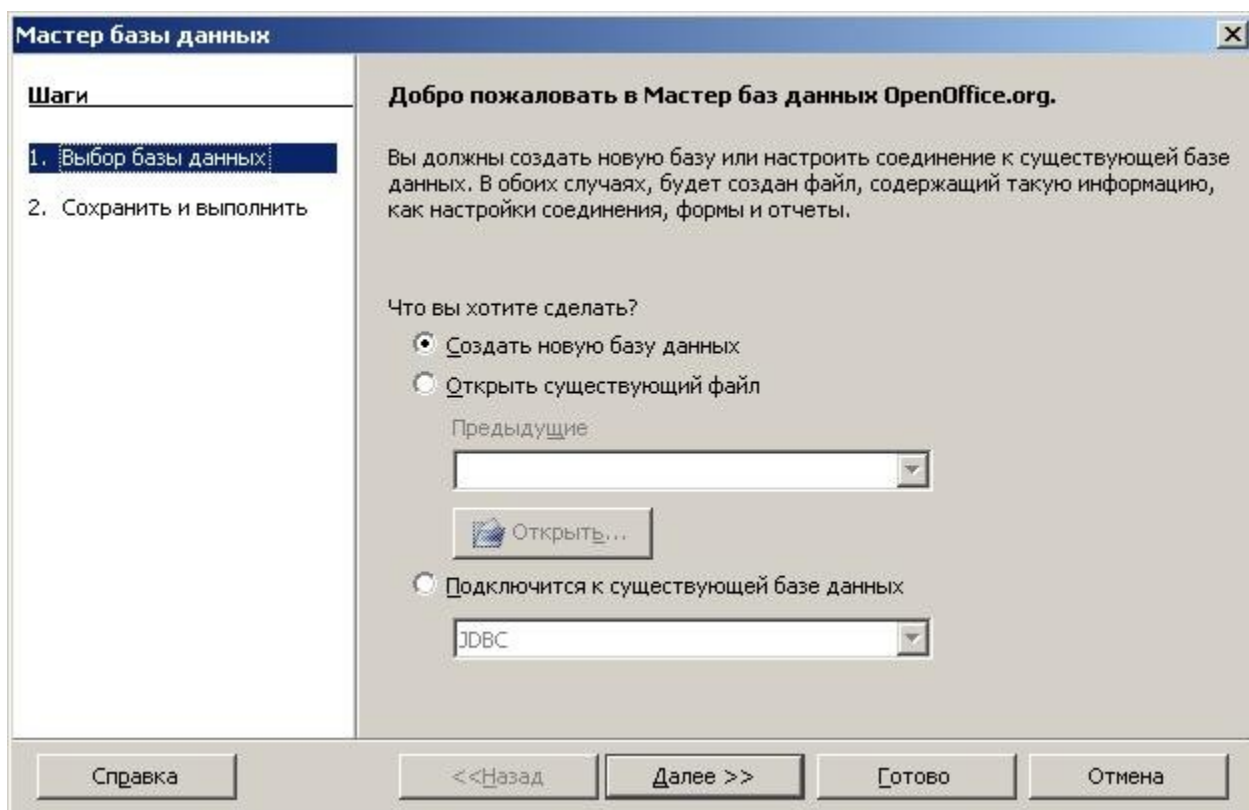 Мастер базы данных
Шаги
1. Выбор базы данных
2. Сохранить и выполнить
Добро пожаловать в Мастер баз данных OpenOffice.org.
Вы должны создать новую базу или настроить соединение к существующей базе
данных. В обоих случаях, будет создан файл, содержащий такую информацию,
как настройки соединения, формы и отчеты.
Что вы хотите сделать?
Создать новую базу данных
Открыть существующий файл
Предыдущие
Открыть...
Подключится к существующей базе данных
JDBC
Справка
<<Назад
Далее >>
Готово
Отмена